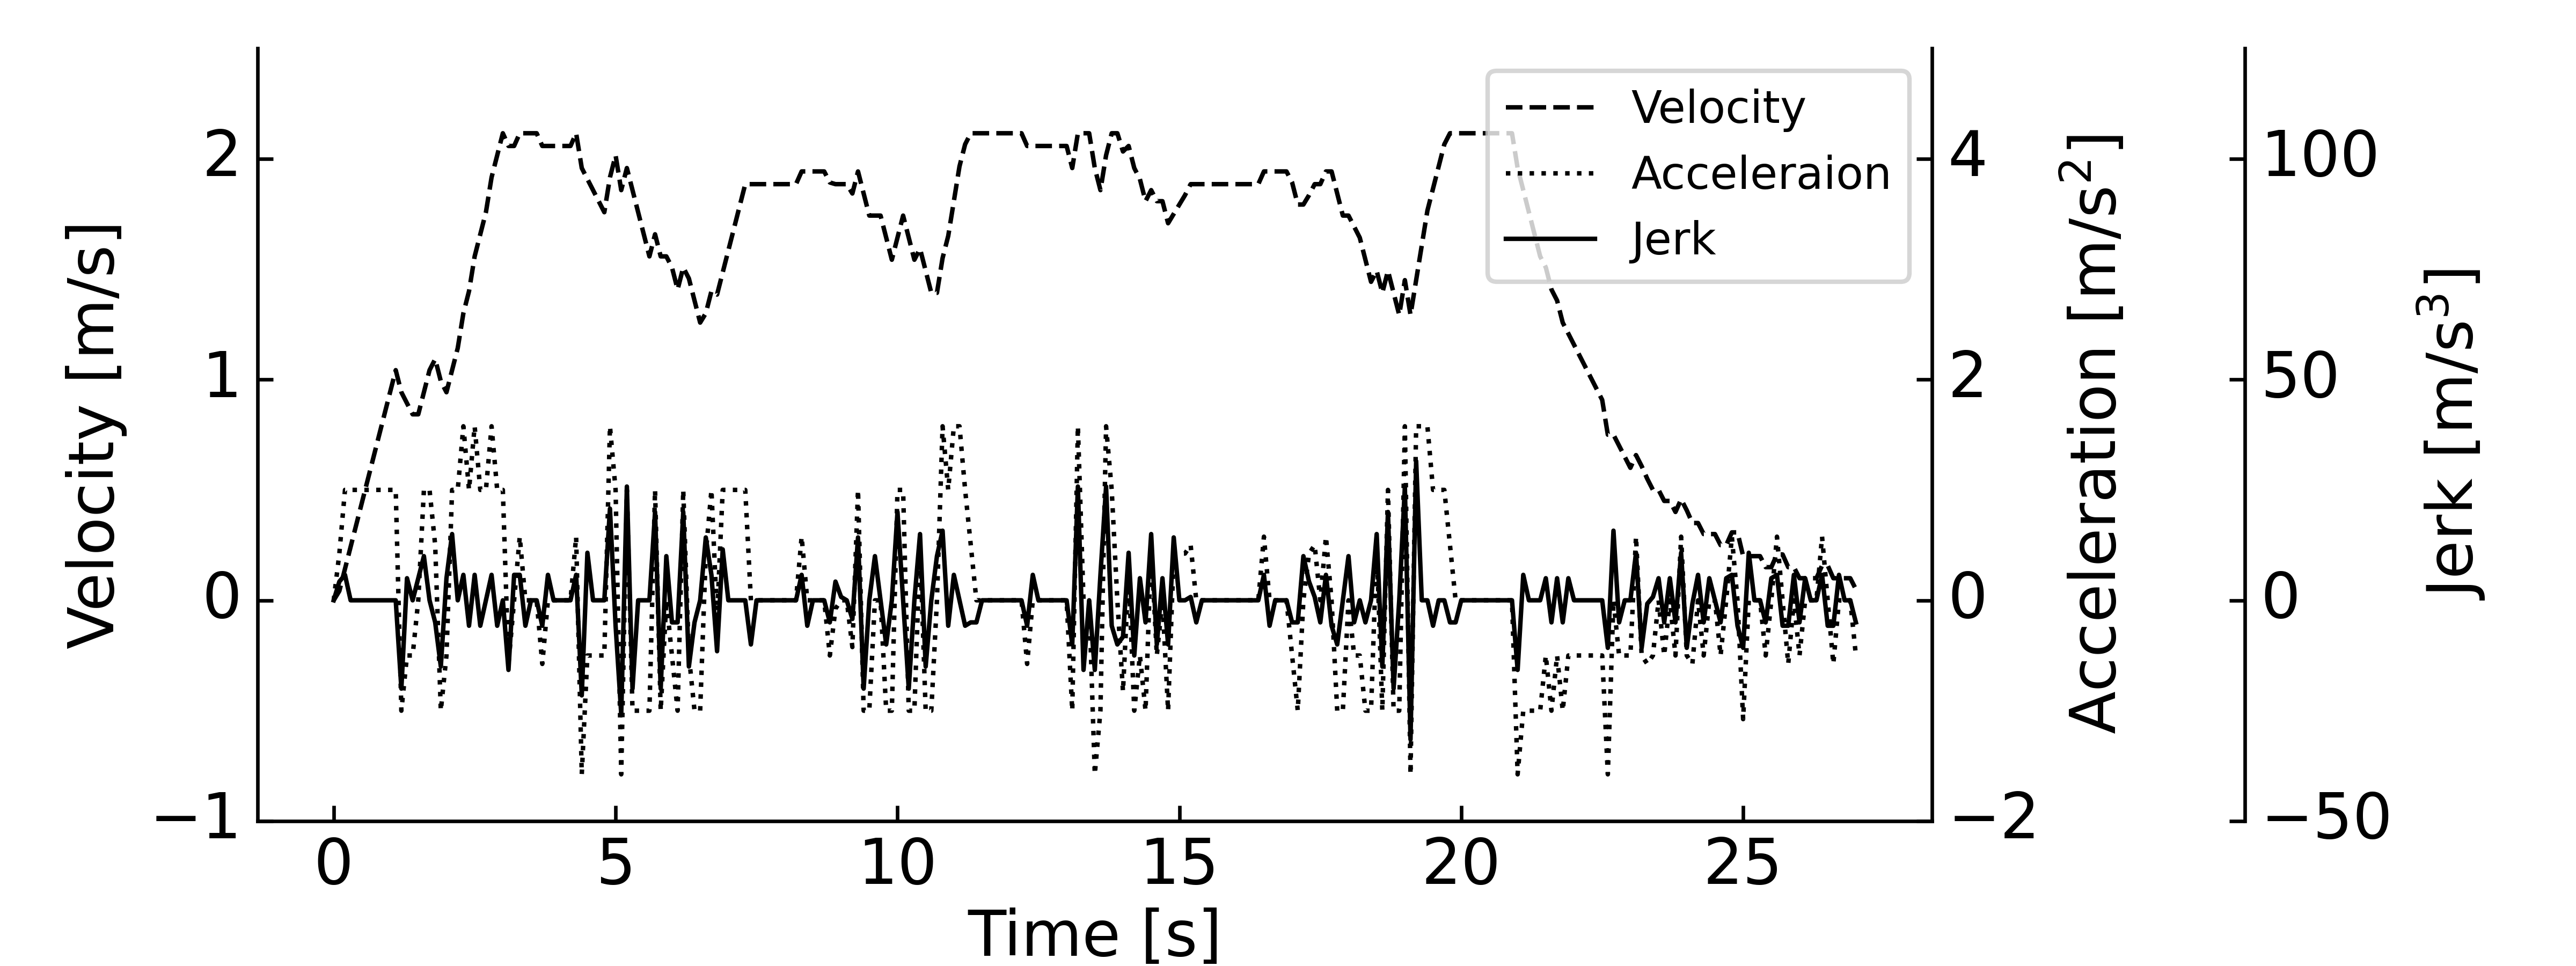 Velocity [m/s]
2
1
0
−1
0
5
10
15
20
25
Time [s]
Velocity
Acceleraion
Jerk
4
2
0
−2
Acceleration [m/s²]
100
50
0
−50
Jerk [m/s³]